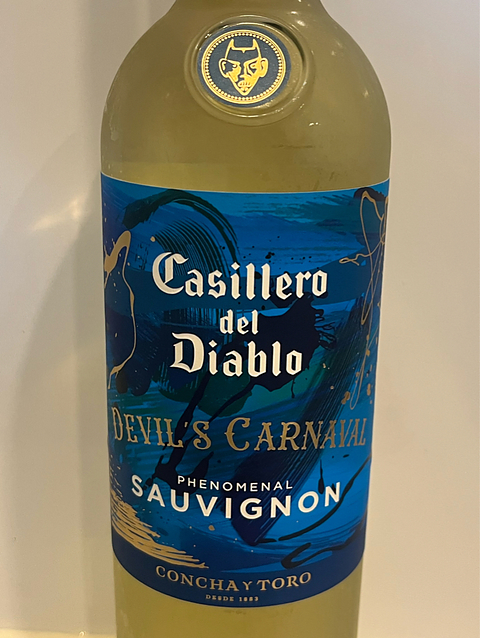 Casillero
del
Diablo
DEVIL'S CARNAVAL
PHENOMENAL
SAUVIGNON
CONCHA Y TORO
DESDE 1883